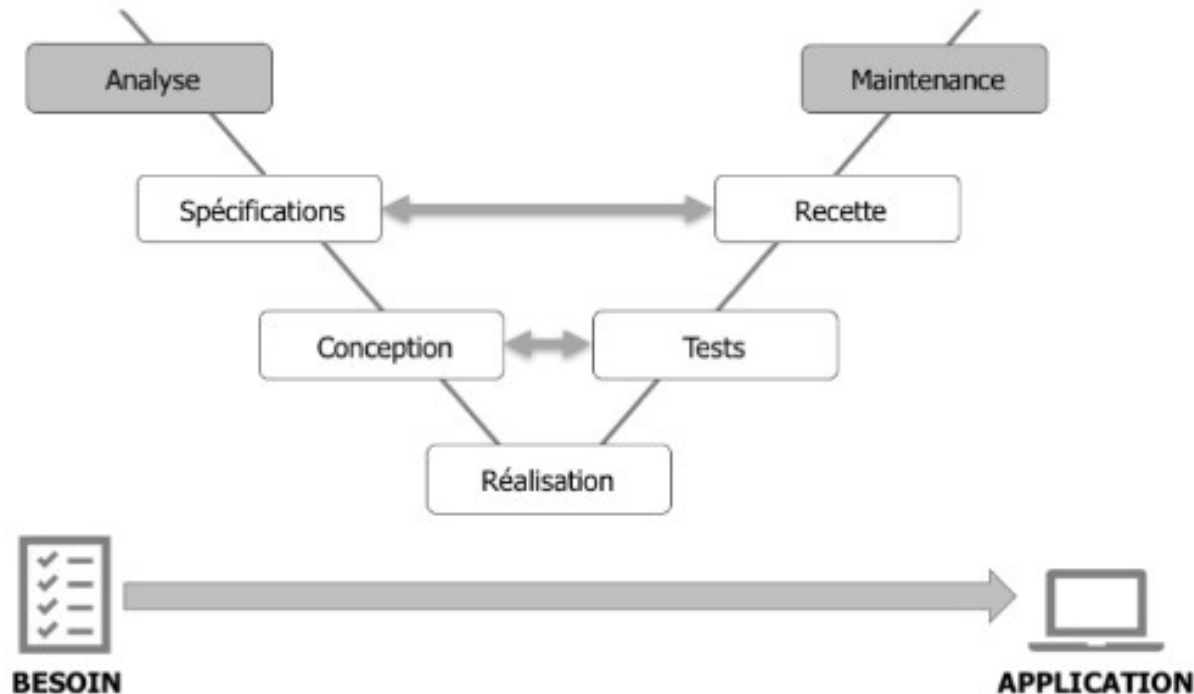 Analyse
Maintenance
Spécifications
Recette
Conception
Tests
Réalisation
BESOIN
APPLICATION